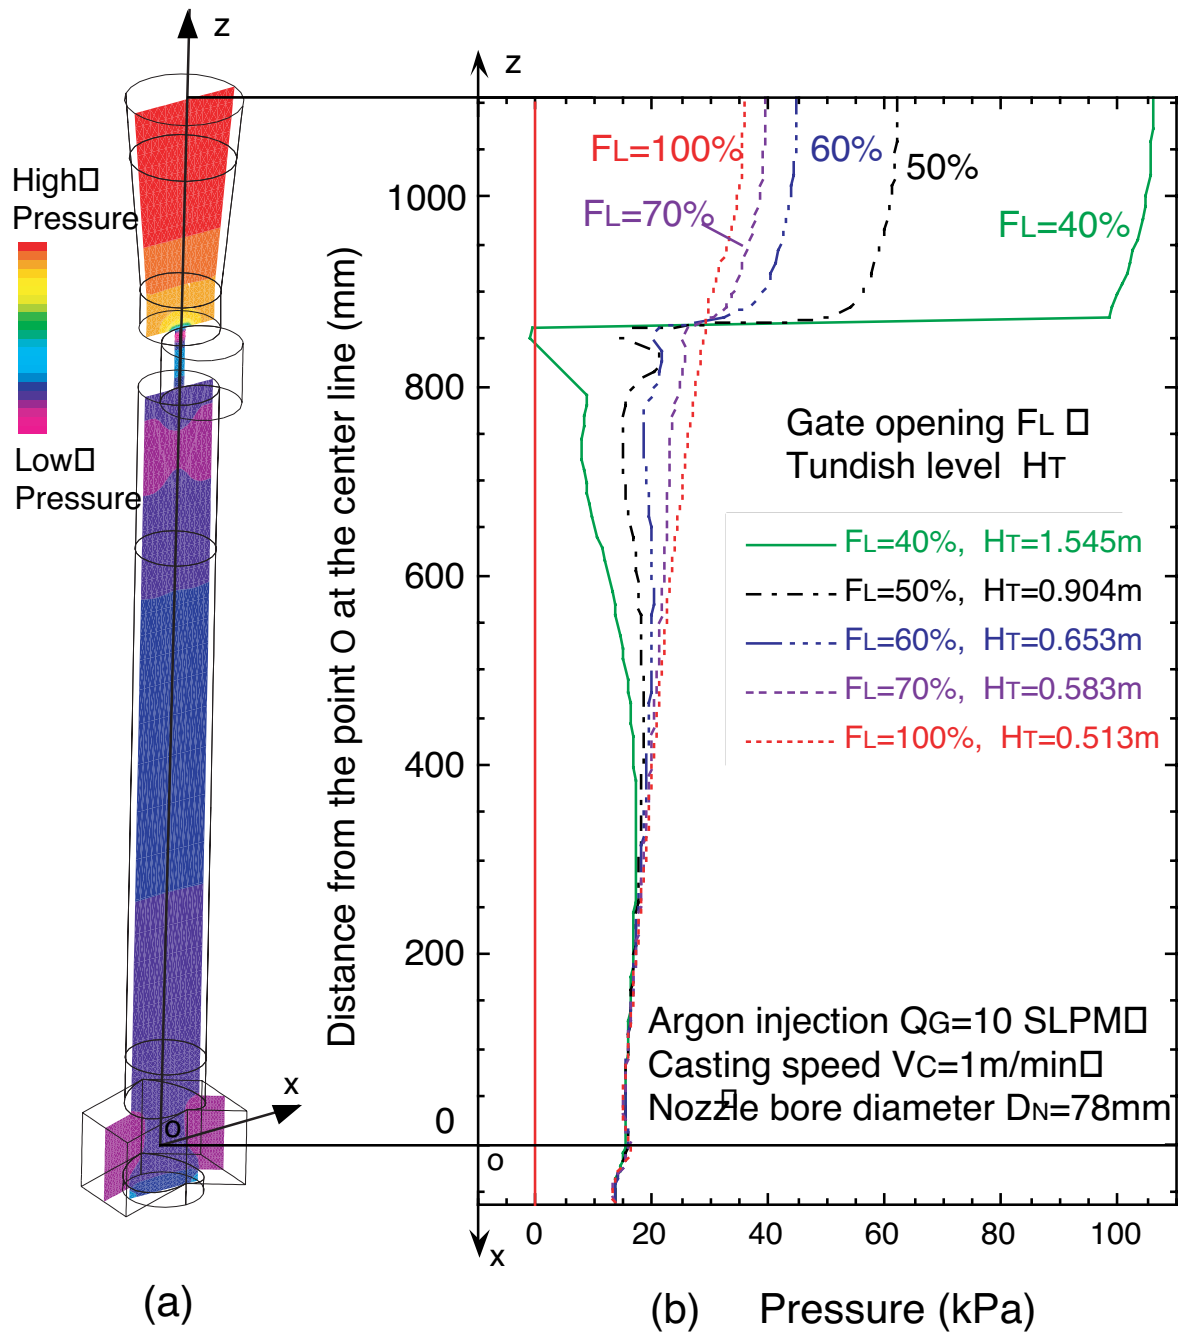 z
High□
Pressure
Low□
Pressure
x
o
(a)
z
Distance from the point O at the center line (mm)
1000
800
600
400
200
0
FL=100%
60%
50%
FL=70%
FL=40%
Gate opening FL □
Tundish level HT
FL=40%, HT=1.545m
FL=50%, HT=0.904m
FL=60%, HT=0.653m
FL=70%, HT=0.583m
FL=100%, HT=0.513m
Argon injection QG=10 SLPM□
Casting speed VC=1m/min□
Nozzle bore diameter DN=78mm
o
x
0 20 40 60 80 100
(b) Pressure (kPa)